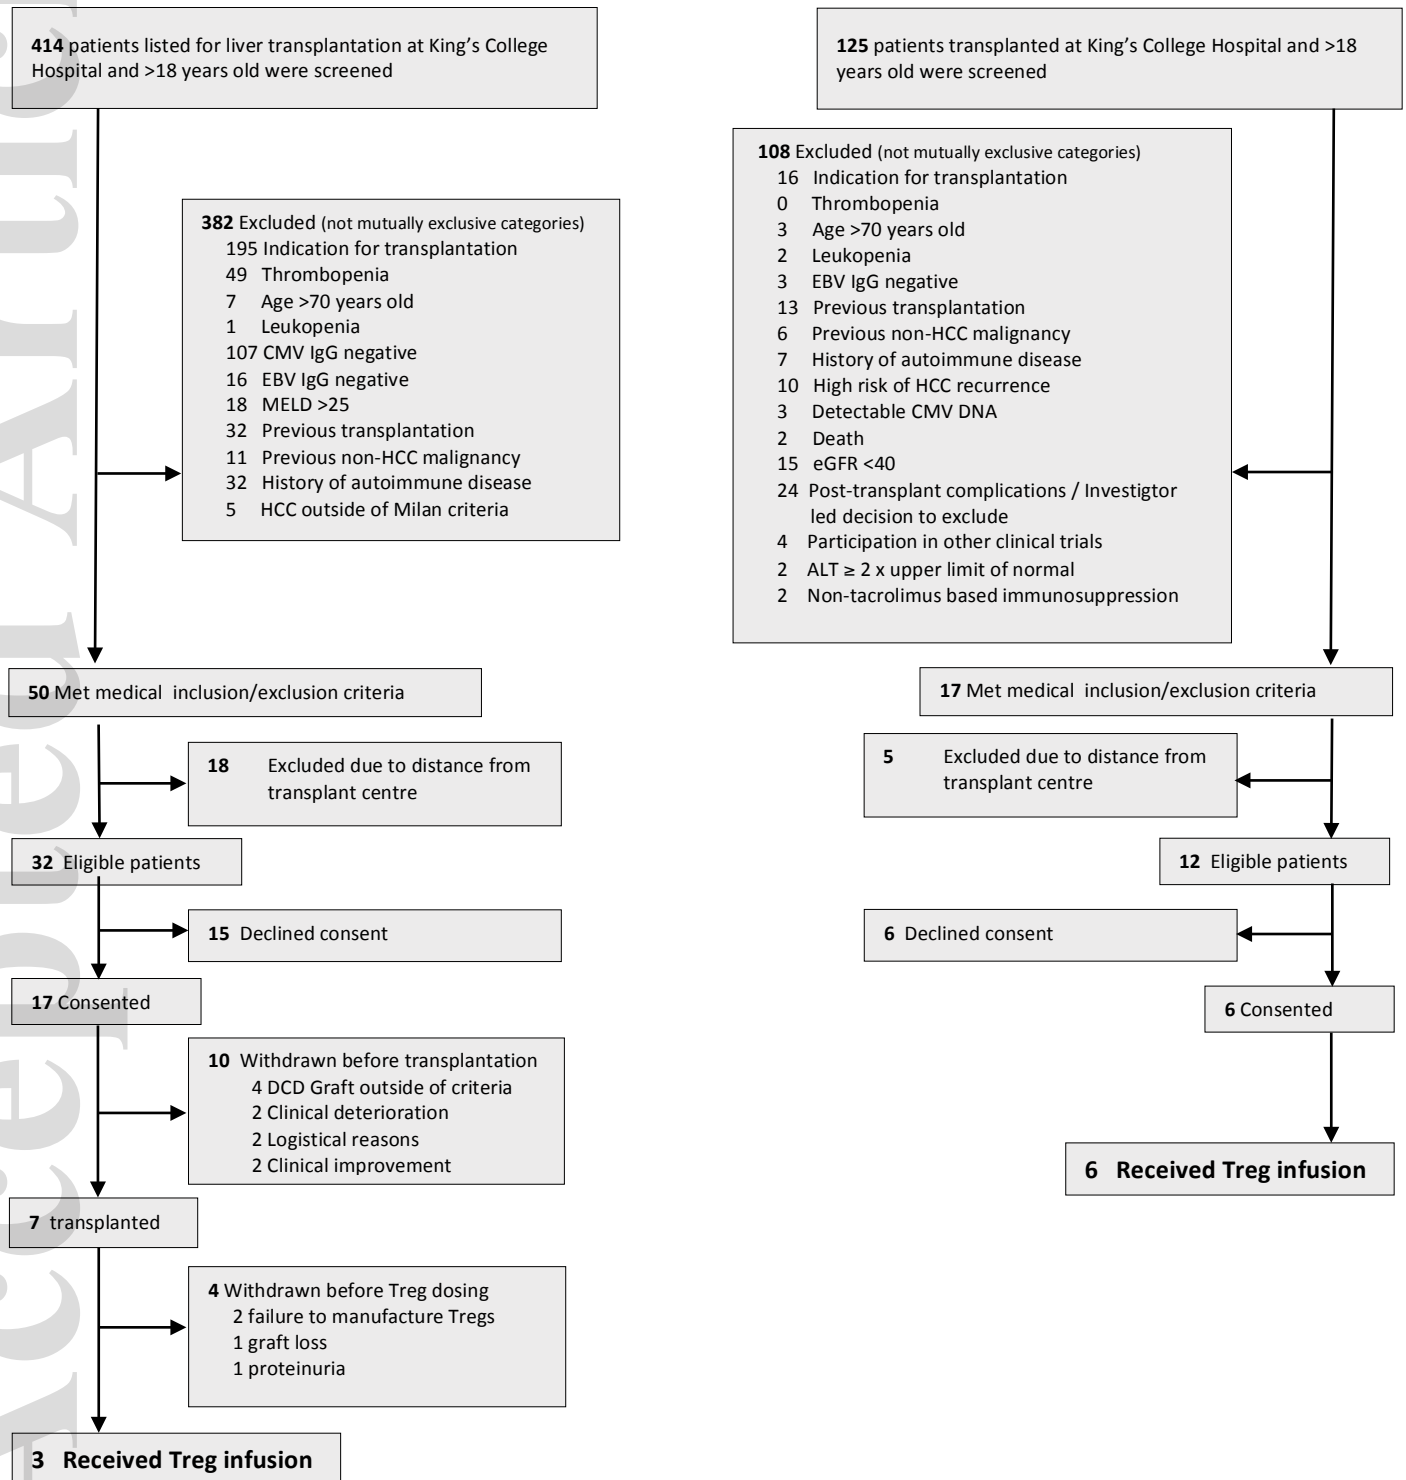 414 patients listed for liver transplantation at King's College
Hospital and >18 years old were screened
382 Excluded (not mutually exclusive categories)
195 Indication for transplantation
49 Thrombopenia
7 Age >70 years old
1 Leukopenia
107 CMV IgG negative
16 EBV IgG negative
18 MELD >25
32 Previous transplantation
11 Previous non-HCC malignancy
32 History of autoimmune disease
5 HCC outside of Milan criteria
50 Met medical inclusion/exclusion criteria
18 Excluded due to distance from
transplant centre
32 Eligible patients
15 Declined consent
17 Consented
10 Withdrawn before transplantation
4 DCD Graft outside of criteria
2 Clinical deterioration
2 Logistical reasons
2 Clinical improvement
7 transplanted
4 Withdrawn before Treg dosing
2 failure to manufacture Tregs
1 graft loss
1 proteinuria
3 Received Treg infusion
125 patients transplanted at King's College Hospital and >18
years old were screened
108 Excluded (not mutually exclusive categories)
16 Indication for transplantation
0 Thrombopenia
3 Age >70 years old
2 Leukopenia
3 EBV IgG negative
13 Previous transplantation
6 Previous non-HCC malignancy
7 History of autoimmune disease
10 High risk of HCC recurrence
3 Detectable CMV DNA
2 Death
15 eGFR <40
24 Post-transplant complications / Investigtor
led decision to exclude
4 Participation in other clinical trials
2 ALT ≥ 2 x upper limit of normal
2 Non-tacrolimus based immunosuppression
17 Met medical inclusion/exclusion criteria
5 Excluded due to distance from
transplant centre
12 Eligible patients
6 Declined consent
6 Consented
6 Received Treg infusion
Accepted Artic